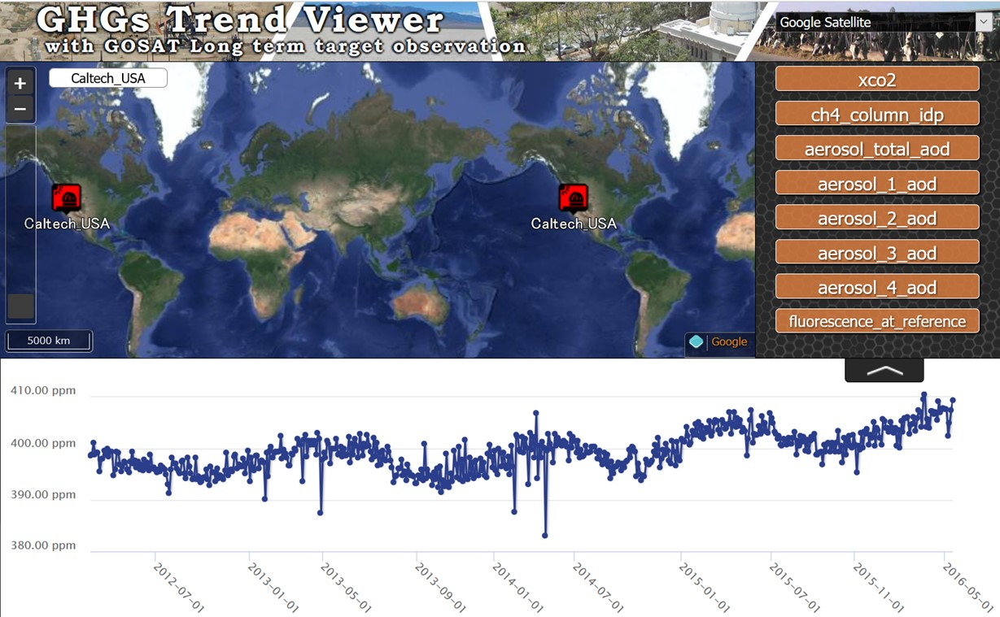 GHGs Trend Viewer
with GOSAT Long term target observation
Google Satellite
+
−
Caltech_USA
Caltech_USA
Caltech_USA
5000 km
Google
xco2
ch4_column_idp
aerosol_total_aod
aerosol_1_aod
aerosol_2_aod
aerosol_3_aod
aerosol_4_aod
fluorescence_at_reference
410.00 ppm
400.00 ppm
390.00 ppm
380.00 ppm
2012-07-01
2013-01-01
2013-05-01
2013-09-01
2014-01-01
2014-07-01
2015-01-01
2015-07-01
2015-11-01
2016-05-01